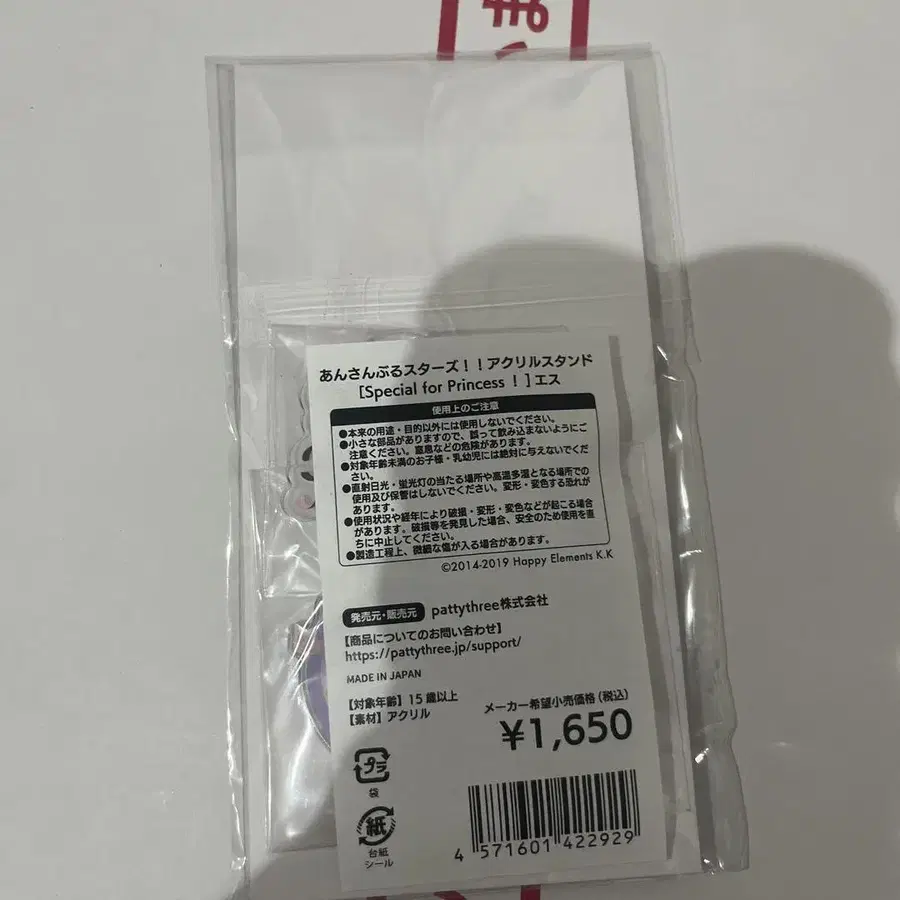 あんさんぶるスターズ！！アクリルスタンド
［Special for Princess！］エス
使用上のご注意
●本来の用途・目的以外には使用しないでください。
●小さな部品がありますので、誤って飲み込まないようにご
注意ください。窒息などの危険があります。
●対象年齢未満のお子様・乳幼児には絶対に与えないでくだ
さい。
●直射日光・蛍光灯の当たる場所や高温多湿となる場所での
使用及び保管はしないでください。変形・変色する恐れが
あります。
●使用状況や経年により破損・変形・変色などが起こる場合
があります。破損等を発見した場合、安全のため使用を直
ちに中止してください。
●製造工程上、微細な傷が入る場合があります。
©2014-2019 Happy Elements K.K
発売元・販売元 pattythree株式会社
【商品についてのお問い合わせ】
https://pattythree.jp/support/
MADE IN JAPAN
【対象年齢】15歳以上
【素材】アクリル
メーカー希望小売価格（税込）
¥1,650
プラ
袋
紙
台紙
シール
4 571601 422929